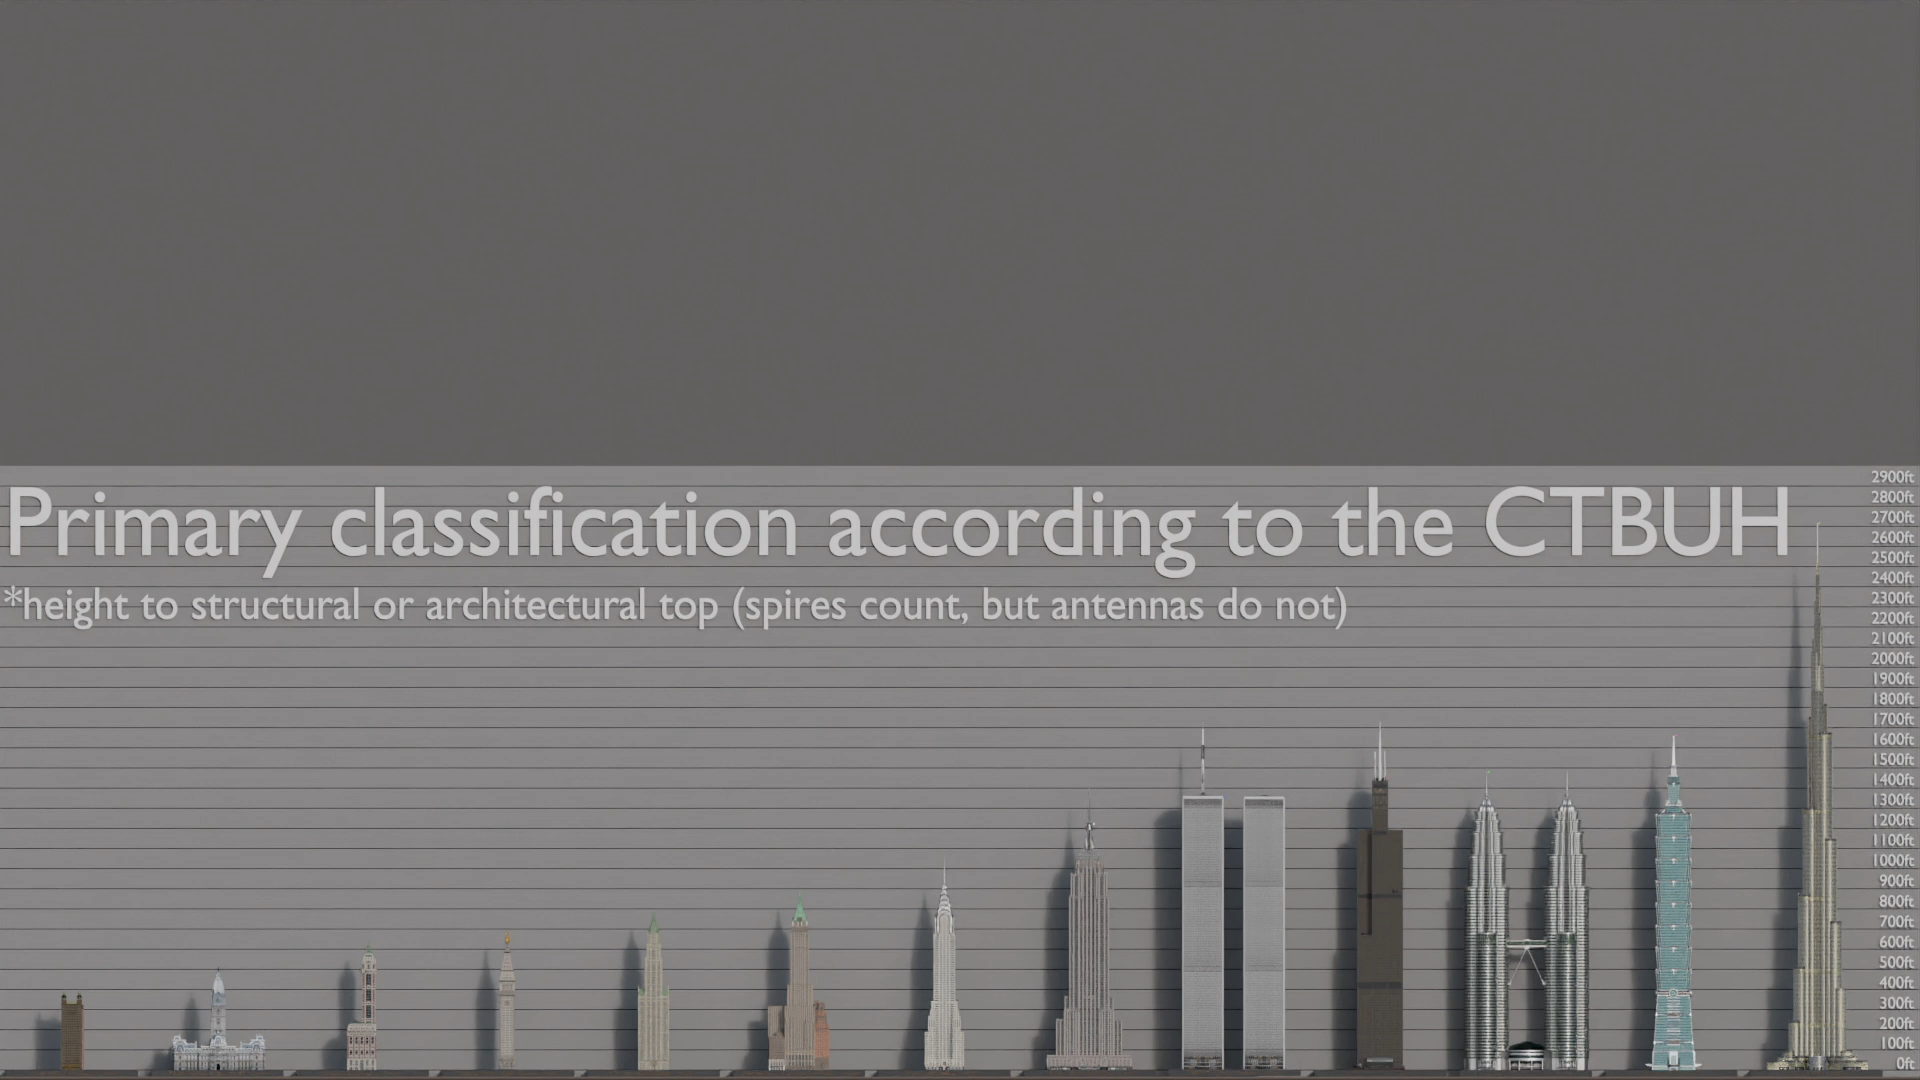 Primary classification according to the CTBUH
*height to structural or architectural top (spires count, but antennas do not)
2900ft
2800ft
2700ft
2600ft
2500ft
2400ft
2300ft
2200ft
2100ft
2000ft
1900ft
1800ft
1700ft
1600ft
1500ft
1400ft
1300ft
1200ft
1100ft
1000ft
900ft
800ft
700ft
600ft
500ft
400ft
300ft
200ft
100ft
0ft